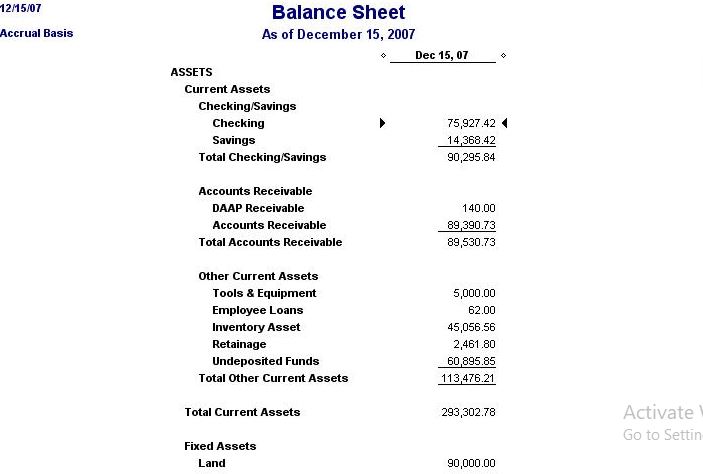 12/15/07
Balance Sheet
Accrual Basis
As of December 15, 2007
Dec 15, 07
ASSETS
Current Assets
Checking/Savings
Checking 75,927.42
Savings 14,368.42
Total Checking/Savings 90,295.84
Accounts Receivable
DAAP Receivable 140.00
Accounts Receivable 89,390.73
Total Accounts Receivable 89,530.73
Other Current Assets
Tools & Equipment 5,000.00
Employee Loans 62.00
Inventory Asset 45,056.56
Retainage 2,461.80
Undeposited Funds 60,895.85
Total Other Current Assets 113,476.21
Total Current Assets 293,302.78
Activate
Go to Settin
Fixed Assets
Land 90,000.00